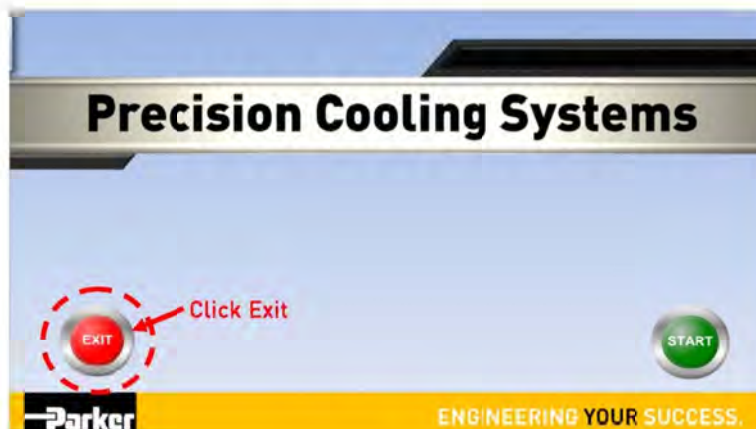 Precision Cooling Systems
Click Exit
EXIT
START
Parker
ENGINEERING YOUR SUCCESS.